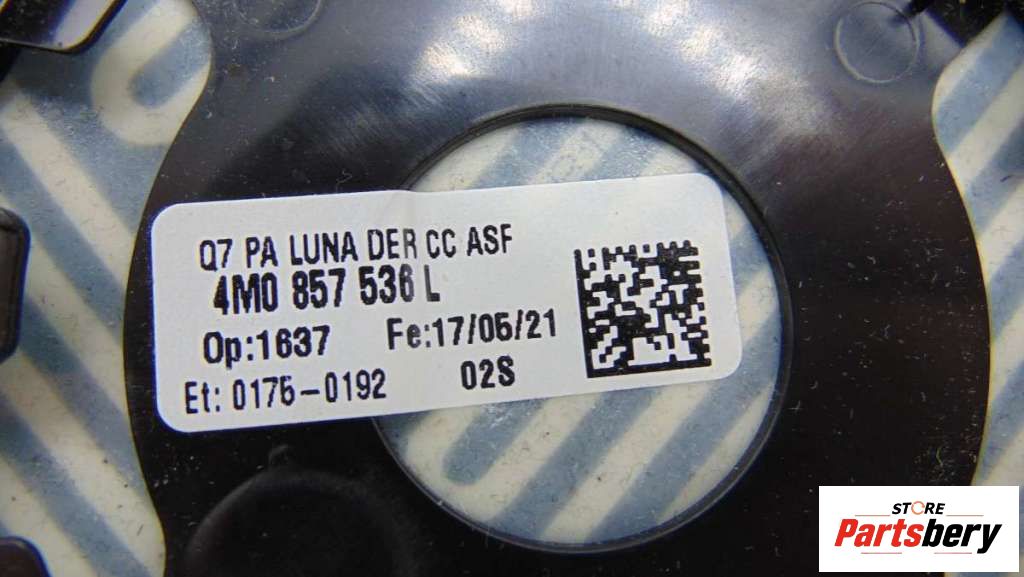 Q7 PA LUNA DER CC ASF
4M0 857 536 L
Op:1637 Fe:17/05/21
Et: 0175-0192 02S
STORE
Partsbery